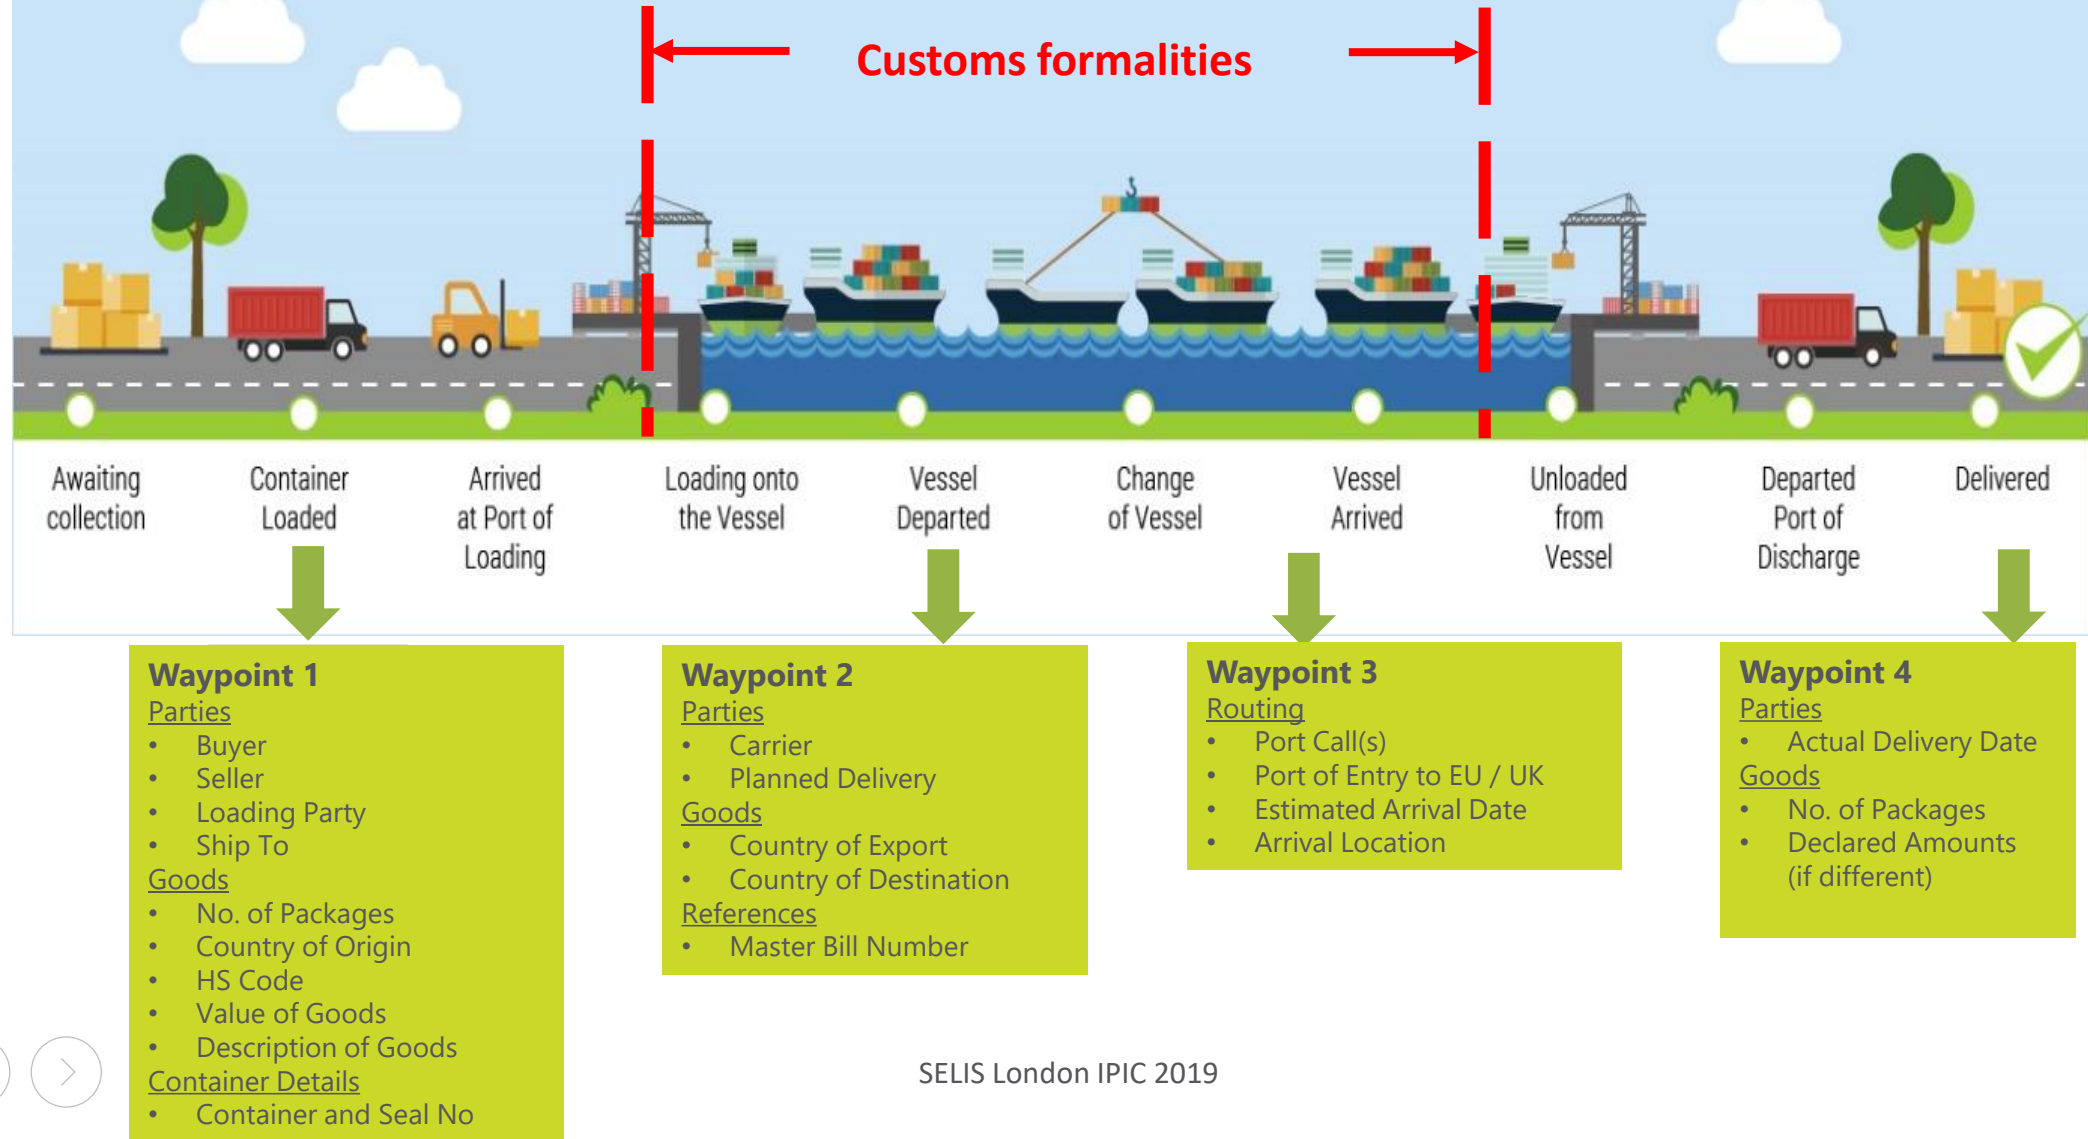 Customs formalities
Awaiting
collection
Container
Loaded
Arrived
at Port of
Loading
Loading onto
the Vessel
Vessel
Departed
Change
of Vessel
Vessel
Arrived
Unloaded
from
Vessel
Departed
Port of
Discharge
Delivered
Waypoint 1
Parties
• Buyer
• Seller
• Loading Party
• Ship To
Goods
• No. of Packages
• Country of Origin
• HS Code
• Value of Goods
• Description of Goods
Container Details
• Container and Seal No
Waypoint 2
Parties
• Carrier
• Planned Delivery
Goods
• Country of Export
• Country of Destination
References
• Master Bill Number
Waypoint 3
Routing
• Port Call(s)
• Port of Entry to EU / UK
• Estimated Arrival Date
• Arrival Location
Waypoint 4
Parties
• Actual Delivery Date
Goods
• No. of Packages
• Declared Amounts
(if different)
SELIS London IPIC 2019